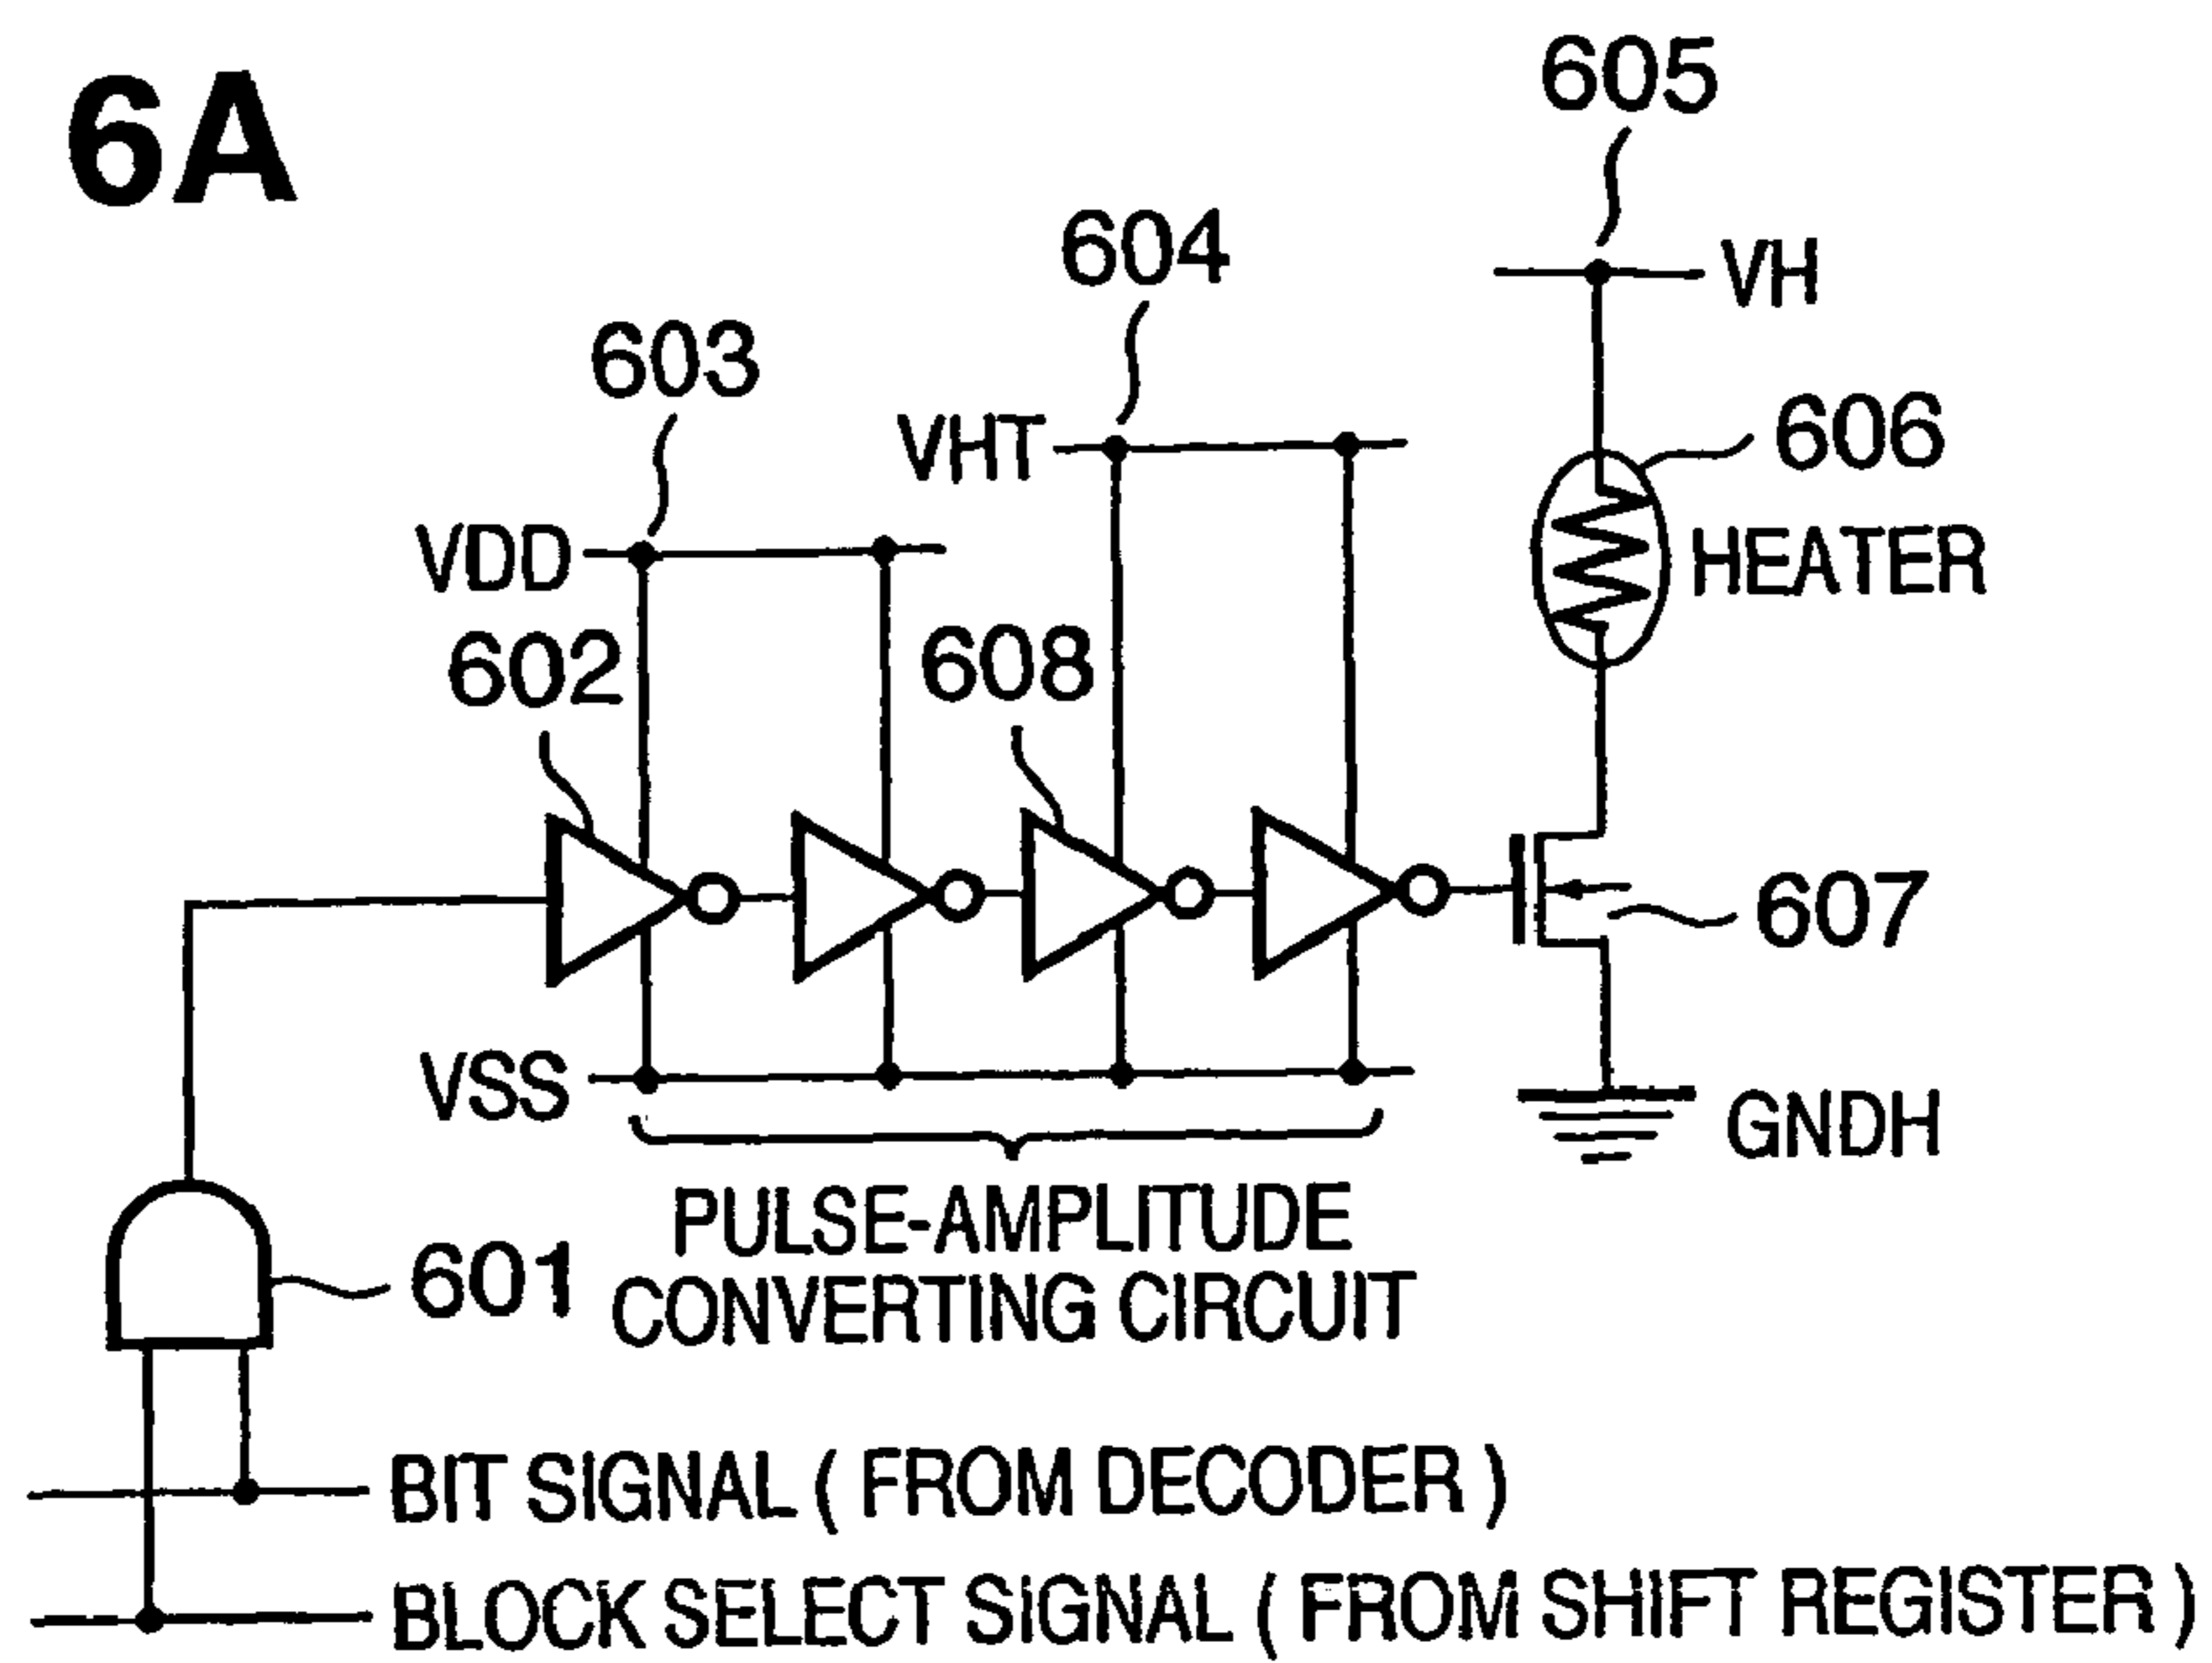 6A
605
604
VH
603
VHT
606
VDD
HEATER
602
608
607
VSS
GNDH
PULSE-AMPLITUDE
CONVERTING CIRCUIT
601
BIT SIGNAL ( FROM DECODER )
BLOCK SELECT SIGNAL ( FROM SHIFT REGISTER )